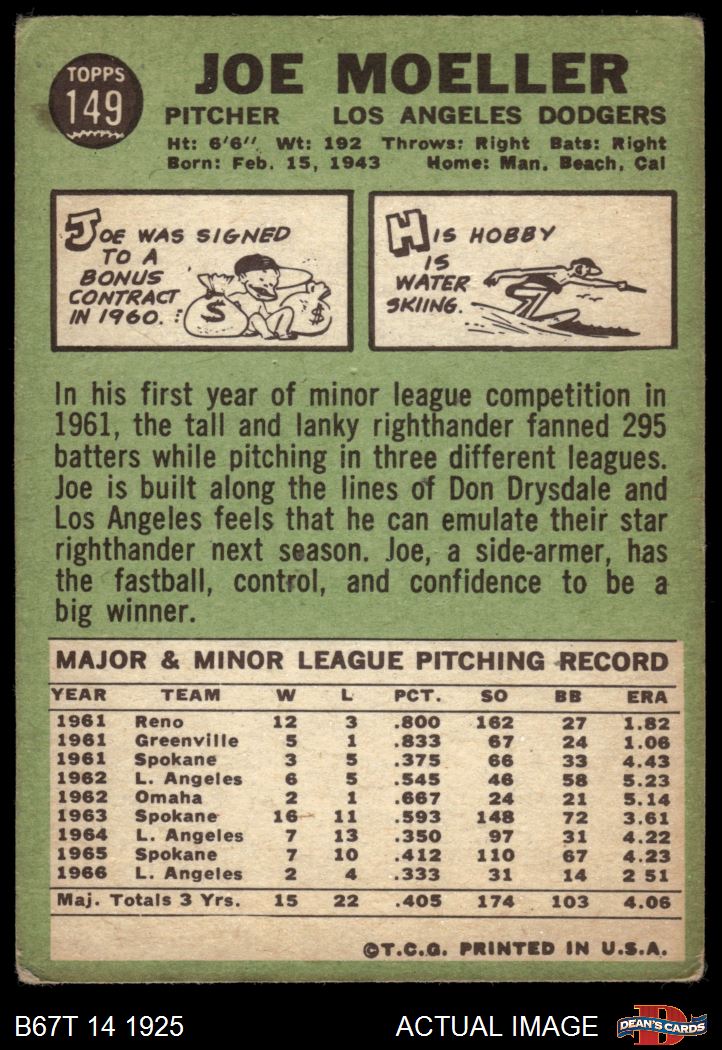 TOPPS
149
JOE MOELLER
PITCHER LOS ANGELES DODGERS
Ht: 6'6" Wt: 192 Throws: Right Bats: Right
Born: Feb. 15, 1943 Home: Man. Beach, Cal
JOE WAS SIGNED
TO A
BONUS
CONTRACT
IN 1960.
$ $
HIS HOBBY
IS
WATER
SKIING.
In his first year of minor league competition in
1961, the tall and lanky righthander fanned 295
batters while pitching in three different leagues.
Joe is built along the lines of Don Drysdale and
Los Angeles feels that he can emulate their star
righthander next season. Joe, a side-armer, has
the fastball, control, and confidence to be a
big winner.
MAJOR & MINOR LEAGUE PITCHING RECORD
YEAR TEAM W L PCT. SO BB ERA
1961 Reno 12 3 .800 162 27 1.82
1961 Greenville 5 1 .833 67 24 1.06
1961 Spokane 3 5 .375 66 33 4.43
1962 L. Angeles 6 5 .545 46 58 5.23
1962 Omaha 2 1 .667 24 21 5.14
1963 Spokane 16 11 .593 148 72 3.61
1964 L. Angeles 7 13 .350 97 31 4.22
1965 Spokane 7 10 .412 110 67 4.23
1966 L. Angeles 2 4 .333 31 14 2 51
Maj. Totals 3 Yrs. 15 22 .405 174 103 4.06
©T.C.G. PRINTED IN U.S.A.
B67T 14 1925 ACTUAL IMAGE D DEAN'S CARDS